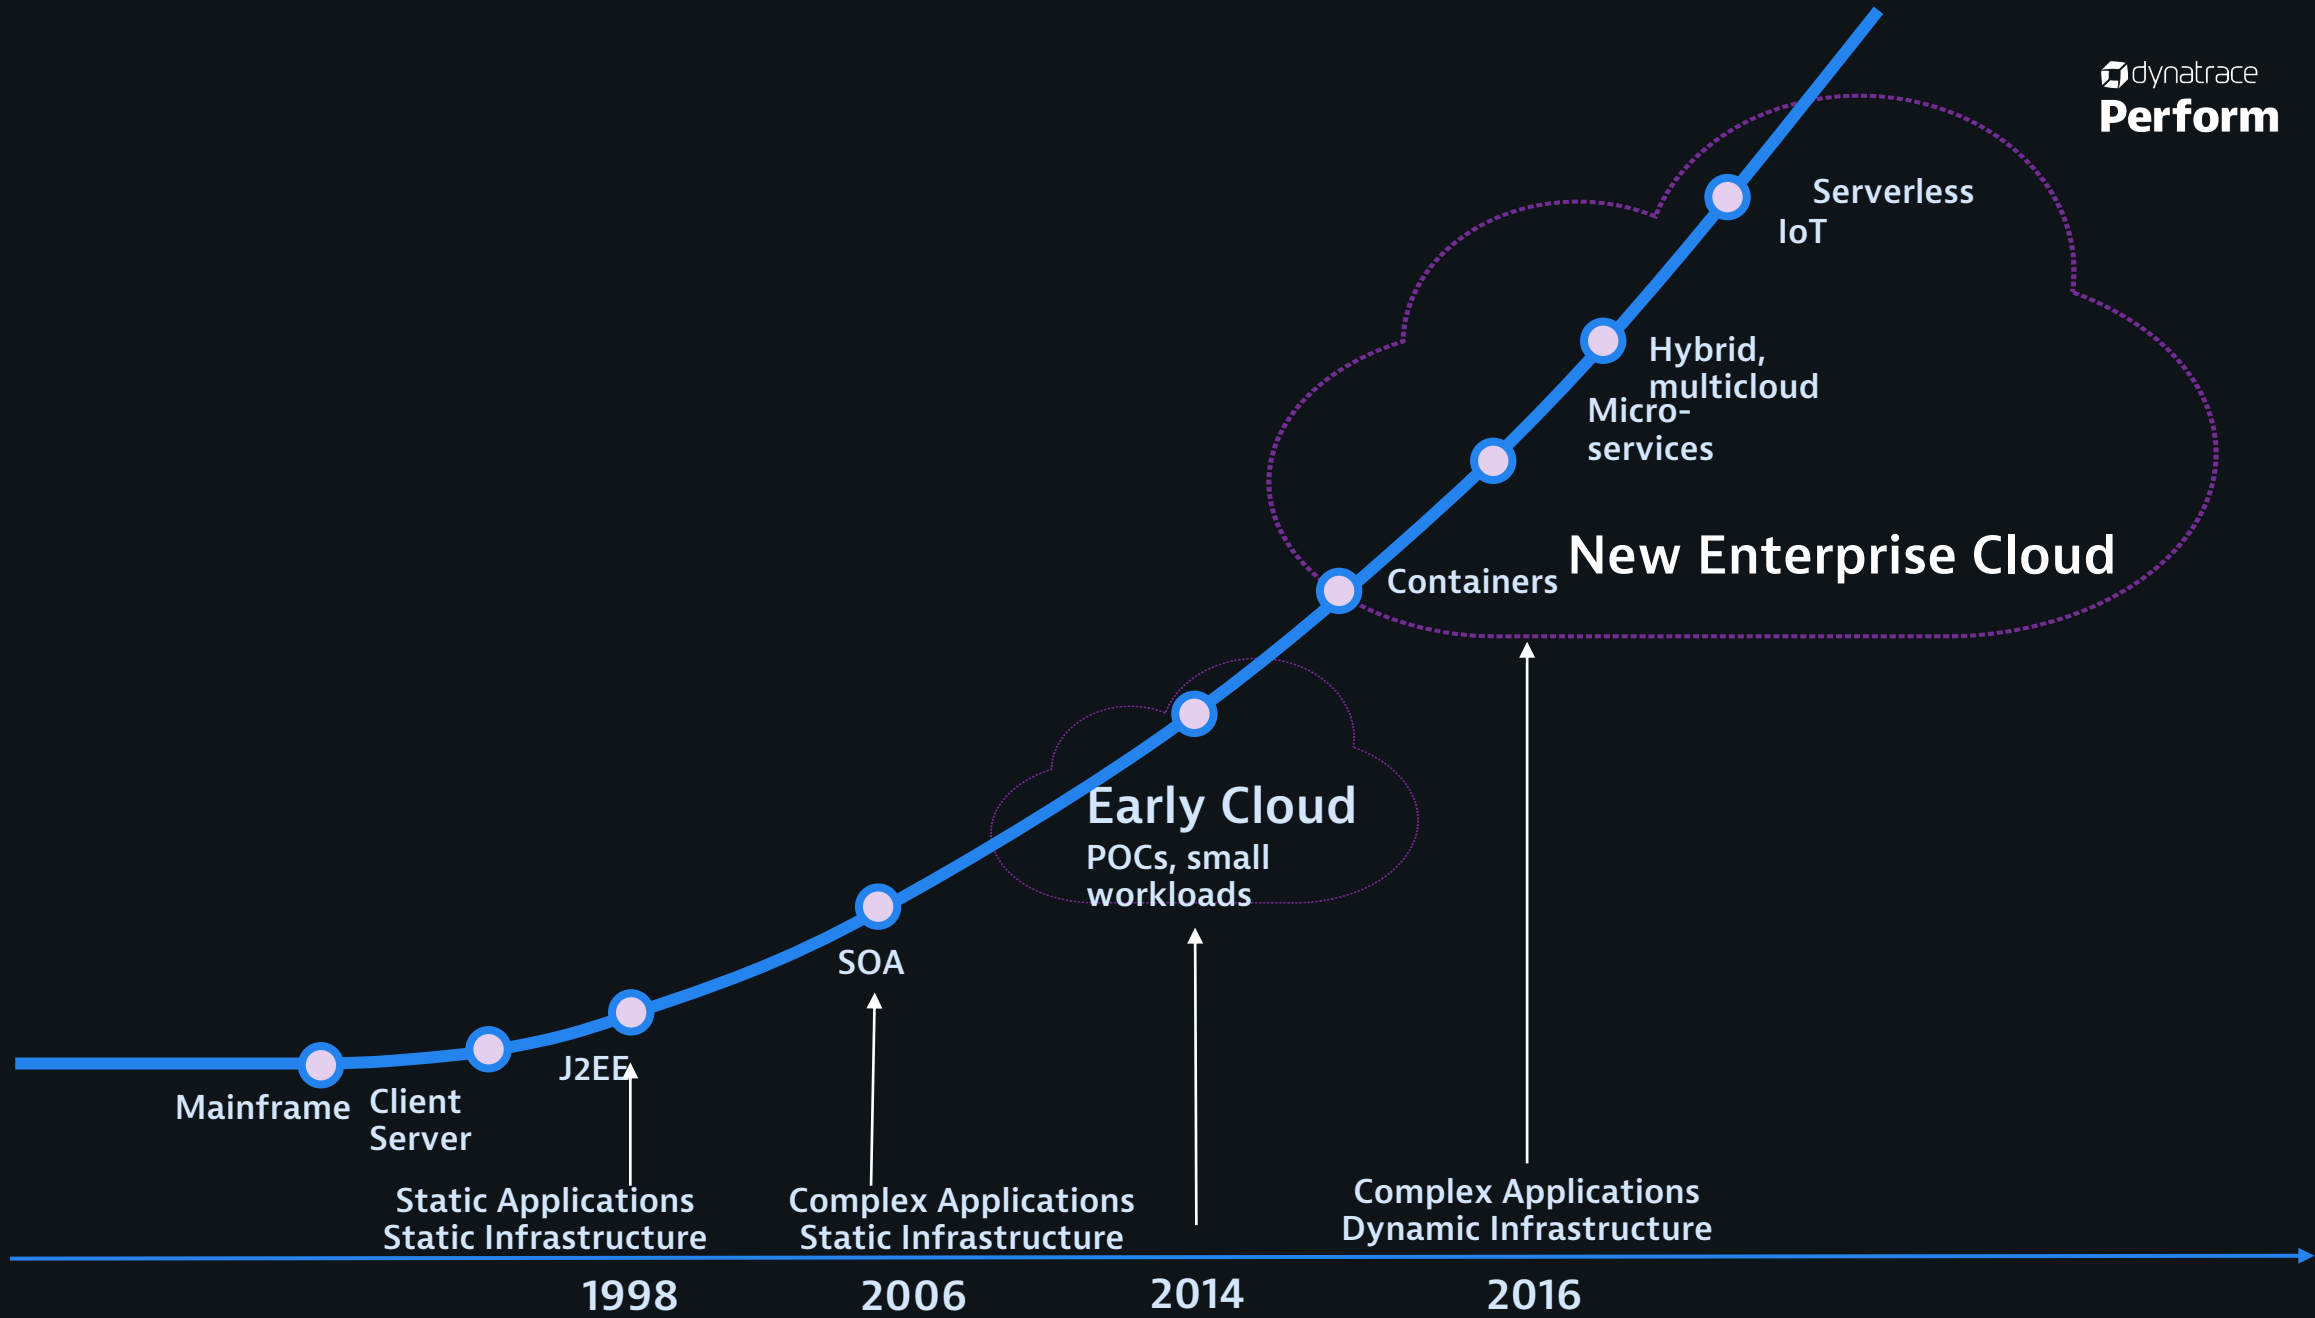 dynatrace
Perform
Serverless
IoT
Hybrid,
multicloud
Micro-
services
New Enterprise Cloud
Containers
Early Cloud
POCs, small
workloads
SOA
J2EE
Mainframe
Client
Server
Static Applications
Static Infrastructure
Complex Applications
Static Infrastructure
Complex Applications
Dynamic Infrastructure
1998
2006
2014
2016